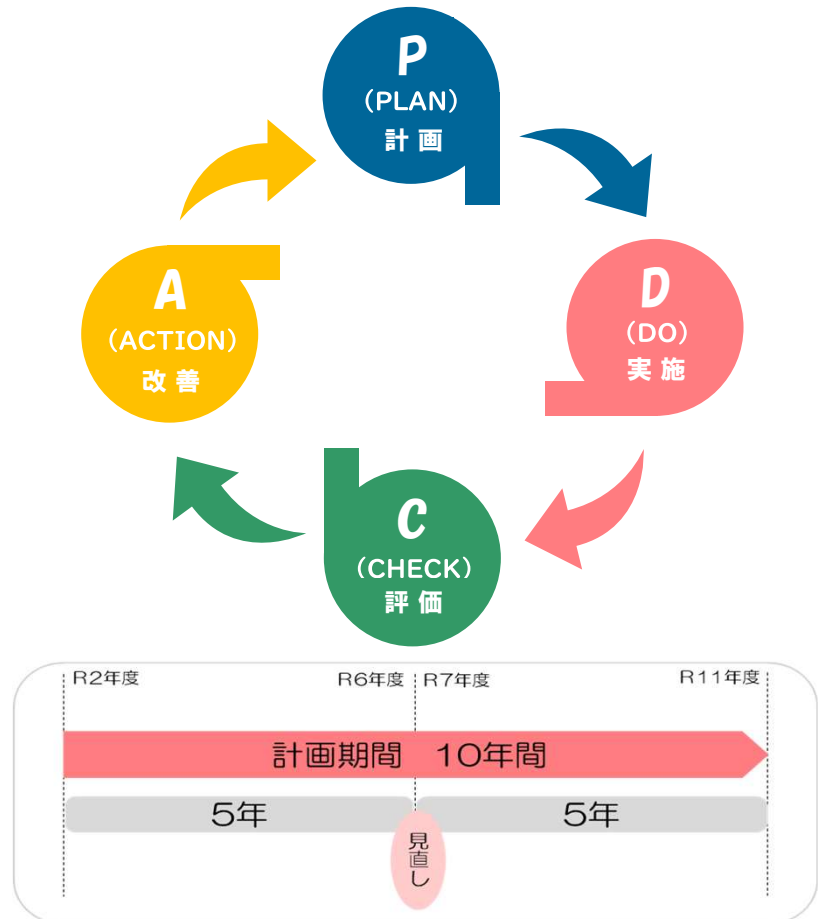 P
(PLAN)
計画
D
(DO)
実施
A
(ACTION)
改善
C
(CHECK)
評価
R2年度 R6年度 R7年度 R11年度
計画期間 10年間
5年 5年
見直し